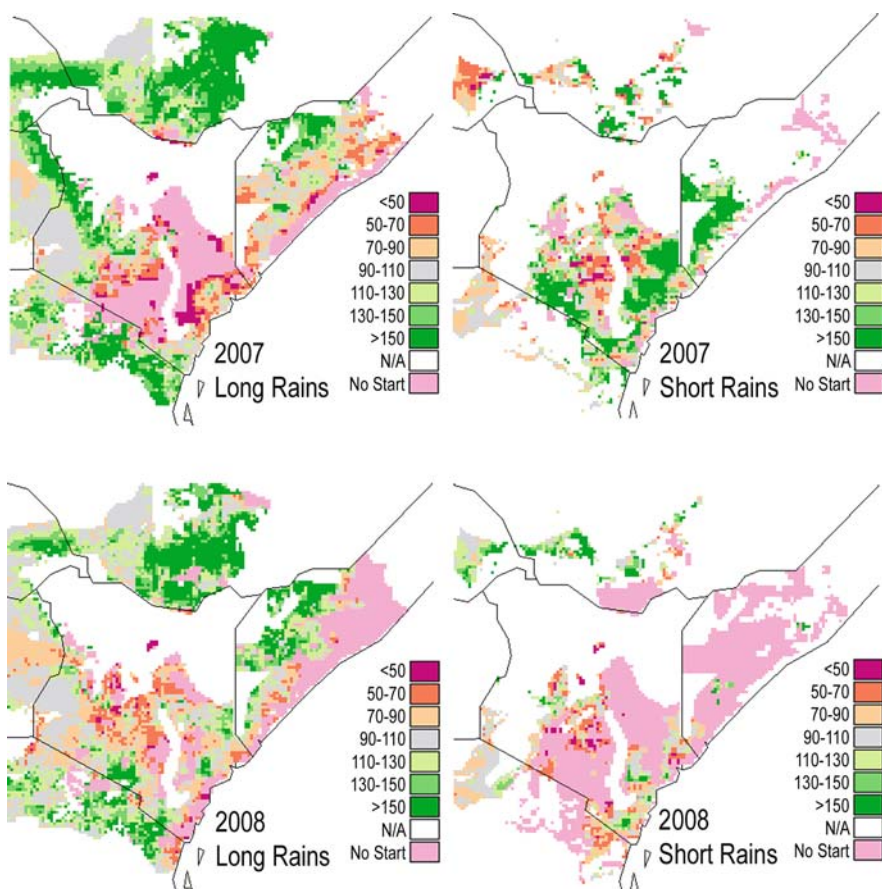 <50
50-70
70-90
90-110
110-130
130-150
>150
N/A
No Start
2007
Long Rains
<50
50-70
70-90
90-110
110-130
130-150
>150
N/A
No Start
2007
Short Rains
<50
50-70
70-90
90-110
110-130
130-150
>150
N/A
No Start
2008
Long Rains
<50
50-70
70-90
90-110
110-130
130-150
>150
N/A
No Start
2008
Short Rains